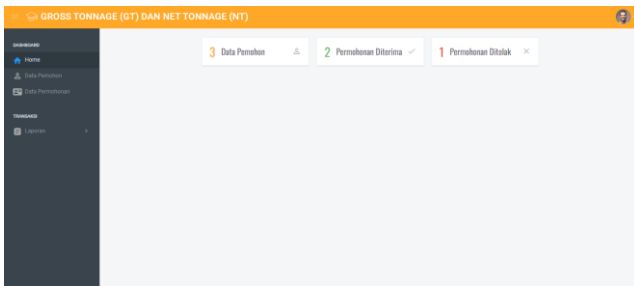 GROSS TONNAGE (GT) DAN NET TONNAGE (NT)
DASHBOARD
Home
Data Pemohon
Data Permohonan
TRANSAKSI
Laporan
3 Data Pemohon
2 Permohonan Diterima
1 Permohonan Ditolak